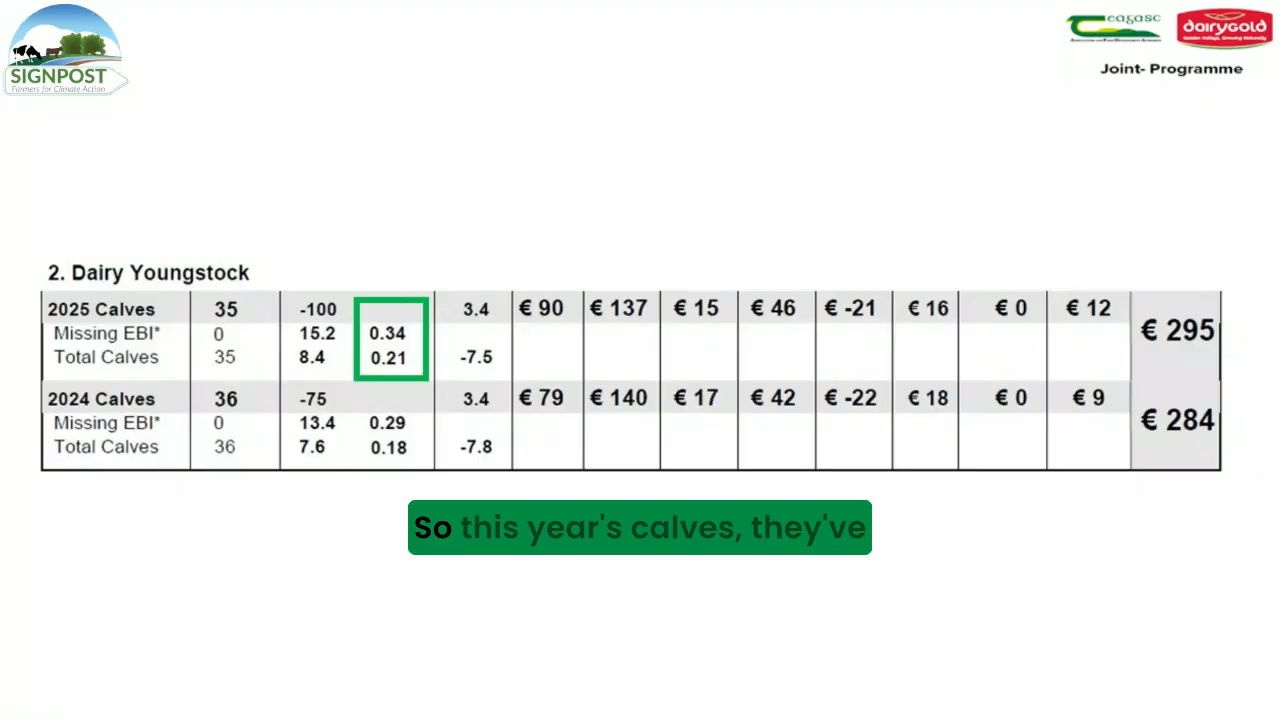 SIGNPOST
Farmers for Climate Action
teagasc
dairygold
Joint- Programme
2. Dairy Youngstock
2025 Calves 35 -100 3.4 € 90 € 137 € 15 € 46 € -21 € 16 € 0 € 12 € 295
Missing EBI* 0 15.2 0.34
Total Calves 35 8.4 0.21 -7.5
2024 Calves 36 -75 3.4 € 79 € 140 € 17 € 42 € -22 € 18 € 0 € 9 € 284
Missing EBI* 0 13.4 0.29
Total Calves 36 7.6 0.18 -7.8
So this year's calves, they've